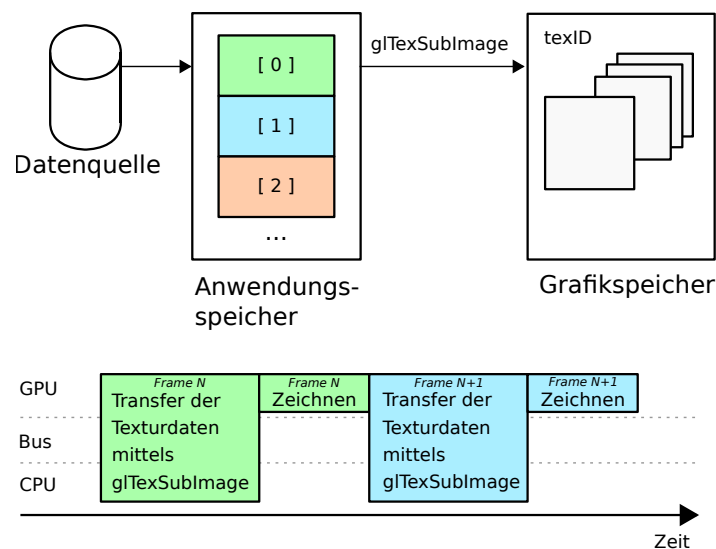 glTexSubImage
texID
[ 0 ]
[ 1 ]
[ 2 ]
...
Datenquelle
Anwendungs-
speicher
Grafikspeicher
GPU
Bus
CPU
Frame N
Transfer der
Texturdaten
mittels
glTexSubImage
Frame N
Zeichnen
Frame N+1
Transfer der
Texturdaten
mittels
glTexSubImage
Frame N+1
Zeichnen
Zeit